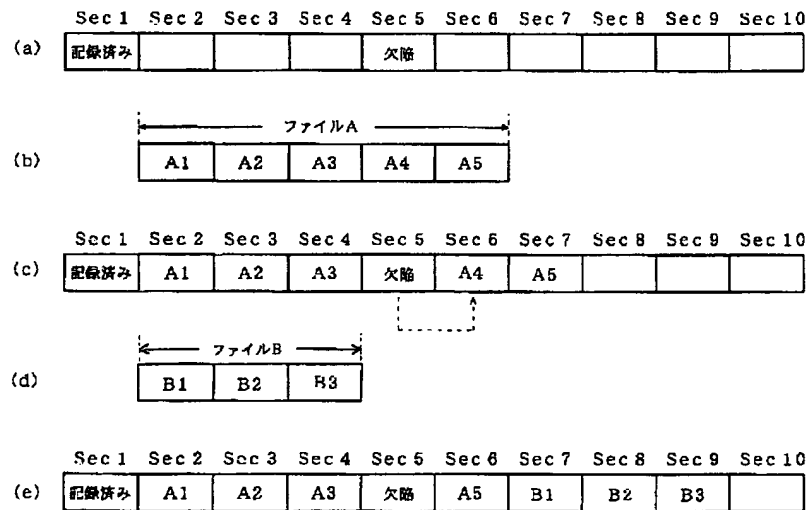 Sec 1 Sec 2 Sec 3 Sec 4 Sec 5 Sec 6 Sec 7 Sec 8 Sec 9 Sec 10
(a) 記録済み 欠陥
ファイルA
(b) A1 A2 A3 A4 A5
Sec 1 Sec 2 Sec 3 Sec 4 Sec 5 Sec 6 Sec 7 Sec 8 Sec 9 Sec 10
(c) 記録済み A1 A2 A3 欠陥 A4 A5
ファイルB
(d) B1 B2 B3
Sec 1 Sec 2 Sec 3 Sec 4 Sec 5 Sec 6 Sec 7 Sec 8 Sec 9 Sec 10
(e) 記録済み A1 A2 A3 欠陥 A5 B1 B2 B3